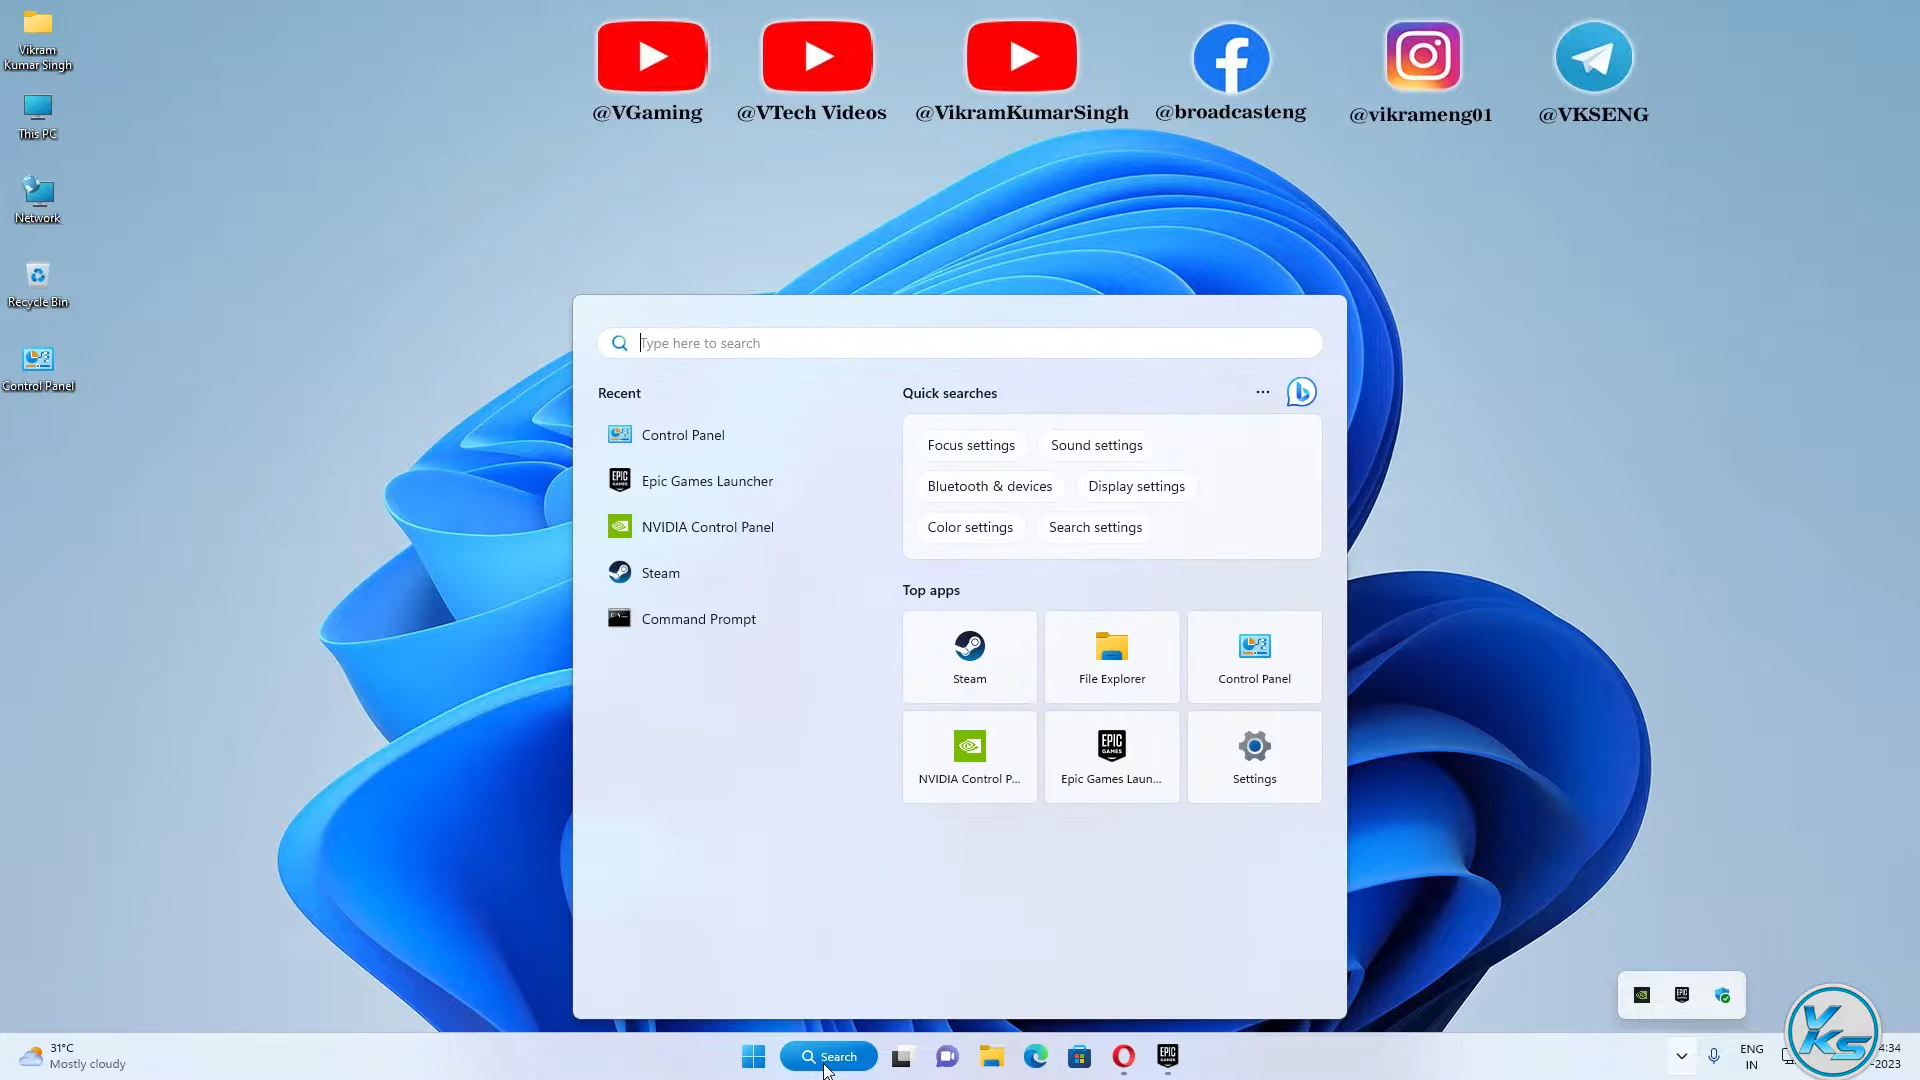 Vikram
Kumar Singh
This PC
Network
Recycle Bin
Control Panel
@VGaming
@VTech Videos
@VikramKumarSingh
@broadcasteng
@vikrameng01
@VKSENG
Type here to search
Recent
Control Panel
Epic Games Launcher
NVIDIA Control Panel
Steam
Command Prompt
Quick searches
...
Focus settings
Sound settings
Bluetooth & devices
Display settings
Color settings
Search settings
Top apps
Steam
File Explorer
Control Panel
NVIDIA Control P...
EPIC
GAMES
Epic Games Laun...
Settings
31°C
Mostly cloudy
Search
ENG
IN
4:34
-2023
VKS